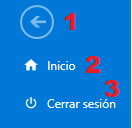 1
Inicio 2
3
Cerrar sesión